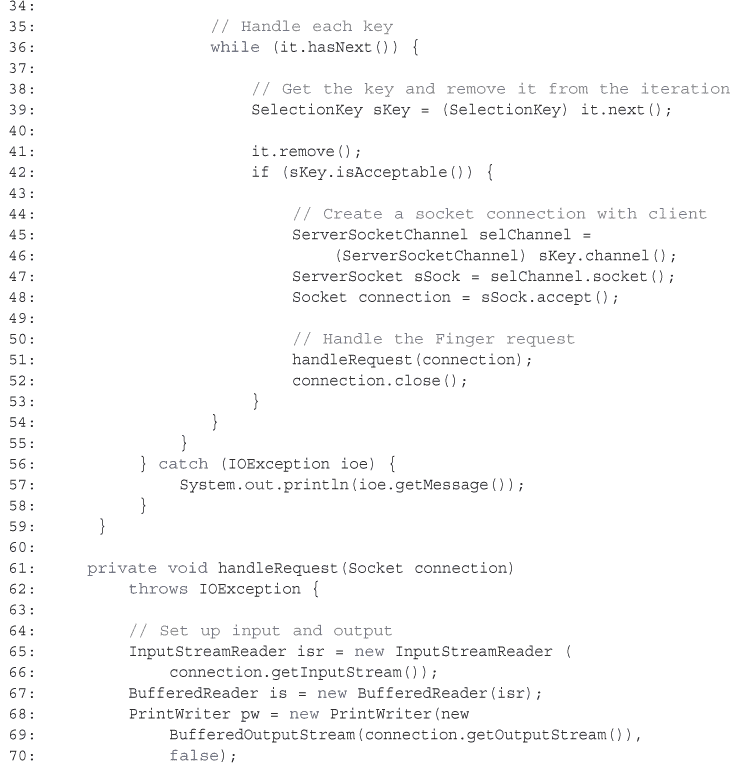 34:
35: // Handle each key
36: while (it.hasNext()) {
37:
38: // Get the key and remove it from the iteration
39: SelectionKey sKey = (SelectionKey) it.next();
40:
41: it.remove();
42: if (sKey.isAcceptable()) {
43:
44: // Create a socket connection with client
45: ServerSocketChannel selChannel =
46: (ServerSocketChannel) sKey.channel();
47: ServerSocket sSock = selChannel.socket();
48: Socket connection = sSock.accept();
49:
50: // Handle the Finger request
51: handleRequest(connection);
52: connection.close();
53: }
54: }
55: }
56: } catch (IOException ioe) {
57: System.out.println(ioe.getMessage());
58: }
59: }
60:
61: private void handleRequest(Socket connection)
62: throws IOException {
63:
64: // Set up input and output
65: InputStreamReader isr = new InputStreamReader (
66: connection.getInputStream());
67: BufferedReader is = new BufferedReader(isr);
68: PrintWriter pw = new PrintWriter(new
69: BufferedOutputStream(connection.getOutputStream()),
70: false);